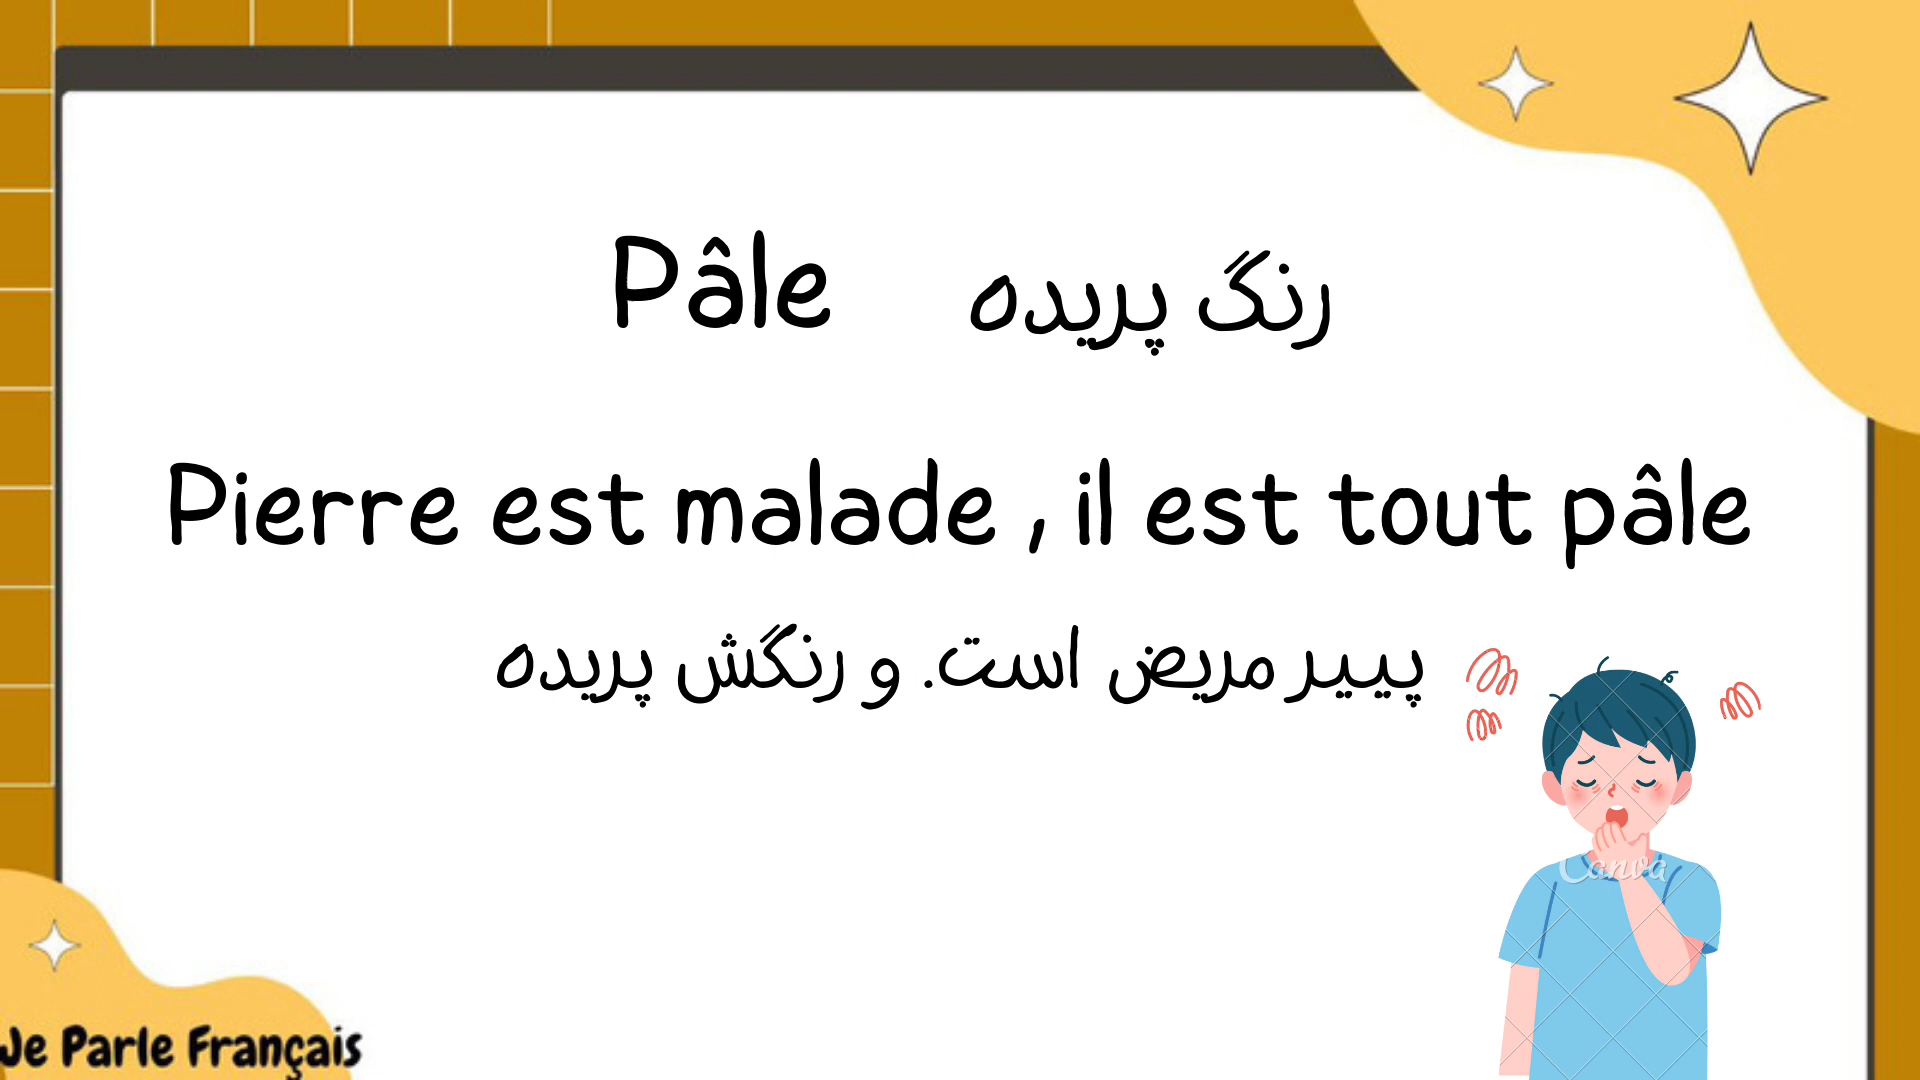 Pâle رنگ پریده
Pierre est malade , il est tout pâle
پییر مریض است. و رنگش پریده
Canva
Je Parle Français